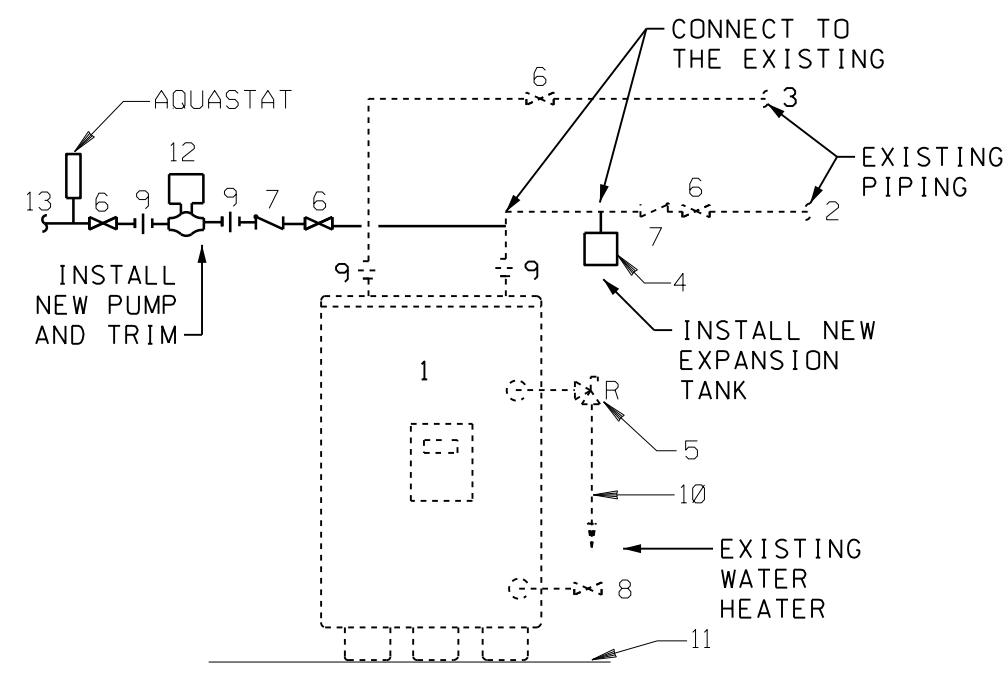 CONNECT TO
THE EXISTING
6
3
AQUASTAT
12
EXISTING
PIPING
13
6
9
9
7
6
6
2
7
9
9
4
INSTALL
NEW PUMP
AND TRIM
INSTALL NEW
EXPANSION
TANK
1
R
5
10
EXISTING
WATER
HEATER
8
11